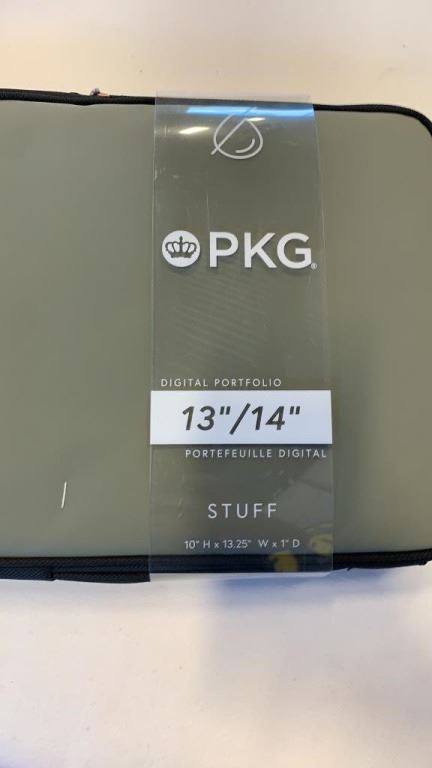 PKG®
DIGITAL PORTFOLIO
13"/14"
PORTEFEUILLE DIGITAL
STUFF
10" H x 13.25" W x 1" D